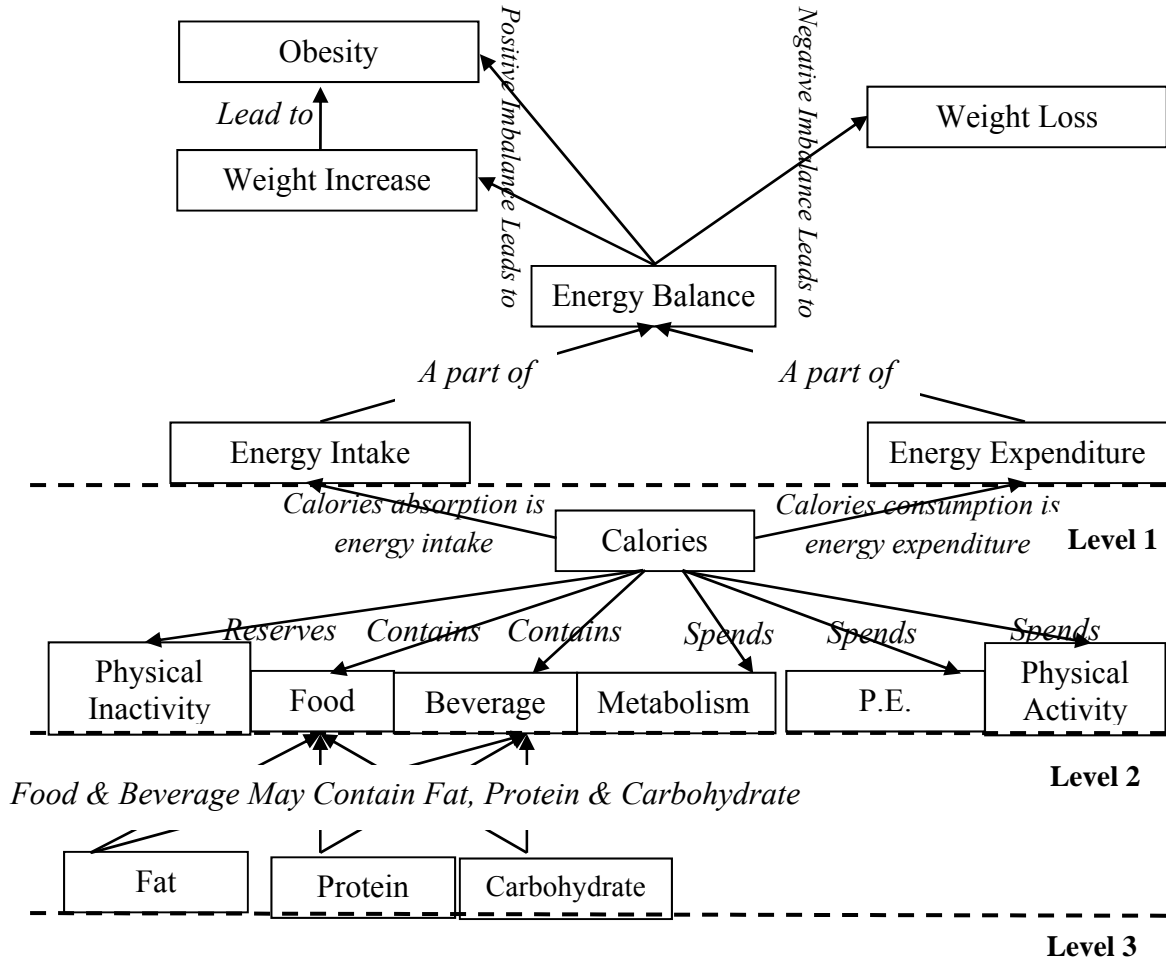 Obesity
Positive Imbalance Leads to
Negative Imbalance Leads to
Lead to
Weight Loss
Weight Increase
Energy Balance
A part of
A part of
Energy Intake
Energy Expenditure
Calories absorption is
energy intake
Calories
Calories consumption is
energy expenditure
Level 1
Reserves
Contains
Contains
Spends
Spends
Spends
Physical
Inactivity
Food
Beverage
Metabolism
P.E.
Physical
Activity
Level 2
Food & Beverage May Contain Fat, Protein & Carbohydrate
Fat
Protein
Carbohydrate
Level 3